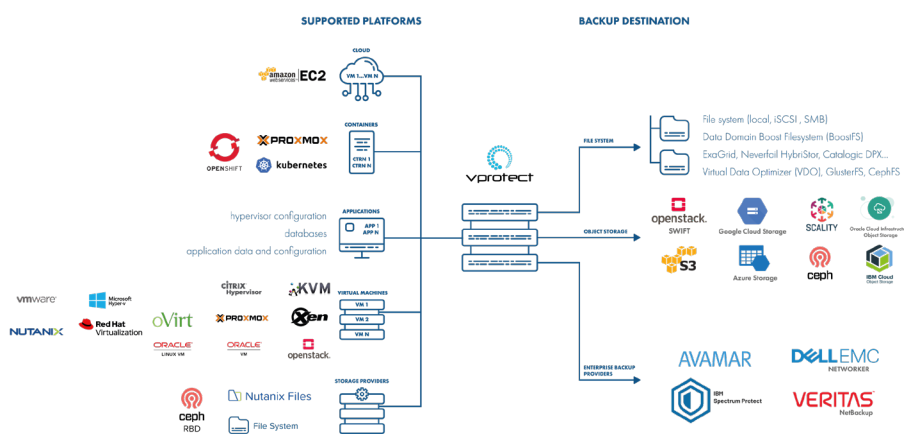 SUPPORTED PLATFORMS
BACKUP DESTINATION
CLOUD
amazon
webservices
EC2
VM 1...VM N
CONTAINERS
OPENSHIFT
PROXMOX
kubernetes
CTRN 1
CTRN N
APPLICATIONS
hypervisor configuration
databases
application data and configuration
APP 1
APP N
VIRTUAL MACHINES
vmware
Microsoft
Hyper-v
CITRIX
Hypervisor
KVM
NUTANIX
Red Hat
Virtualization
oVirt
PROXMOX
Xen
ORACLE
LINUX VM
ORACLE
VM
openstack.
VM 1
VM 2
VM N
STORAGE PROVIDERS
ceph
RBD
Nutanix Files
File System
vprotect
FILE SYSTEM
File system (local, iSCSI , SMB)
Data Domain Boost Filesystem (BoostFS)
ExaGrid, Neverfail HybriStor, Catalogic DPX...
Virtual Data Optimizer (VDO), GlusterFS, CephFS
OBJECT STORAGE
openstack.
SWIFT
Google Cloud Storage
SCALITY
Oracle Cloud Infrastructure
Object Storage
S3
Azure Storage
ceph
IBM Cloud
Object Storage
ENTERPRISE BACKUP
PROVIDERS
AVAMAR
DELLEMC
NETWORKER
IBM
Spectrum Protect
VERITAS
NetBackup